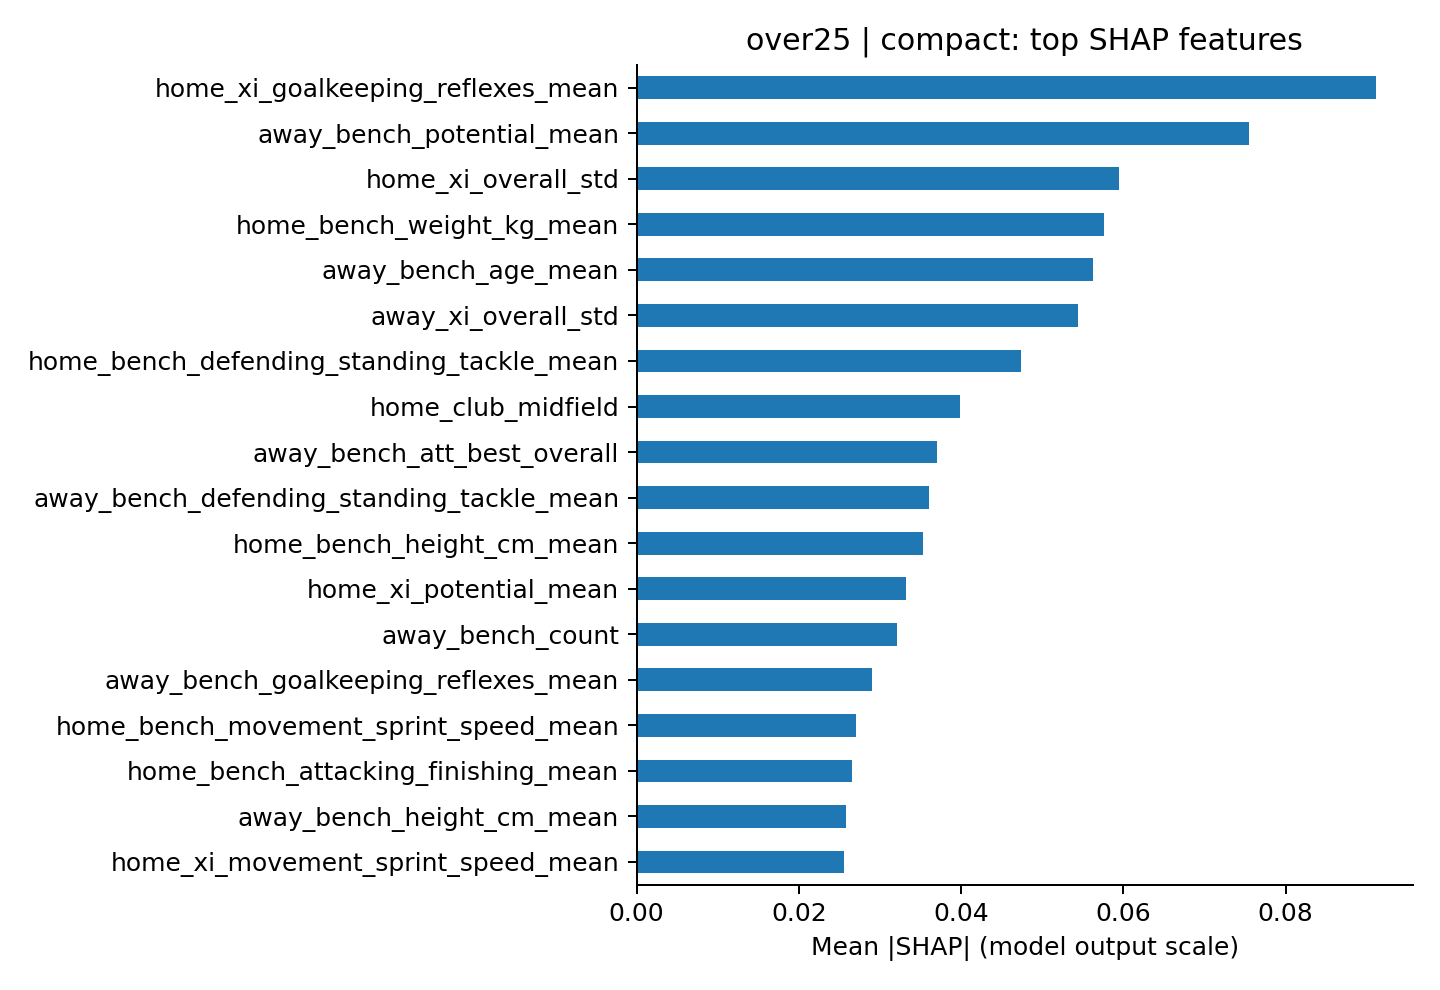 over25 | compact: top SHAP features
home_xi_goalkeeping_reflexes_mean
away_bench_potential_mean
home_xi_overall_std
home_bench_weight_kg_mean
away_bench_age_mean
away_xi_overall_std
home_bench_defending_standing_tackle_mean
home_club_midfield
away_bench_att_best_overall
away_bench_defending_standing_tackle_mean
home_bench_height_cm_mean
home_xi_potential_mean
away_bench_count
away_bench_goalkeeping_reflexes_mean
home_bench_movement_sprint_speed_mean
home_bench_attacking_finishing_mean
away_bench_height_cm_mean
home_xi_movement_sprint_speed_mean
0.00 0.02 0.04 0.06 0.08
Mean |SHAP| (model output scale)